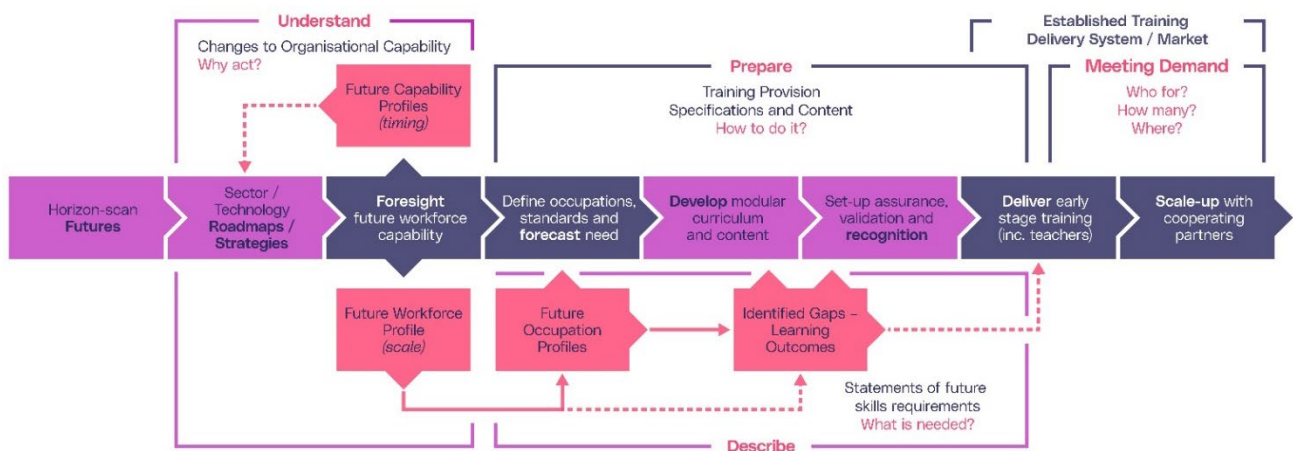 Understand
Changes to Organisational Capability
Why act?
Future Capability
Profiles
(timing)
Prepare
Training Provision
Specifications and Content
How to do it?
Established Training
Delivery System / Market
Meeting Demand
Who for?
How many?
Where?
Horizon-scan
Futures
Sector /
Technology
Roadmaps /
Strategies
Foresight
future workforce
capability
Define occupations,
standards and
forecast need
Develop modular
curriculum
and content
Set-up assurance,
validation and
recognition
Deliver early
stage training
(inc. teachers)
Scale-up with
cooperating
partners
Future Workforce
Profile
(scale)
Future
Occupation
Profiles
Identified Gaps –
Learning
Outcomes
Statements of future
skills requirements
What is needed?
Describe